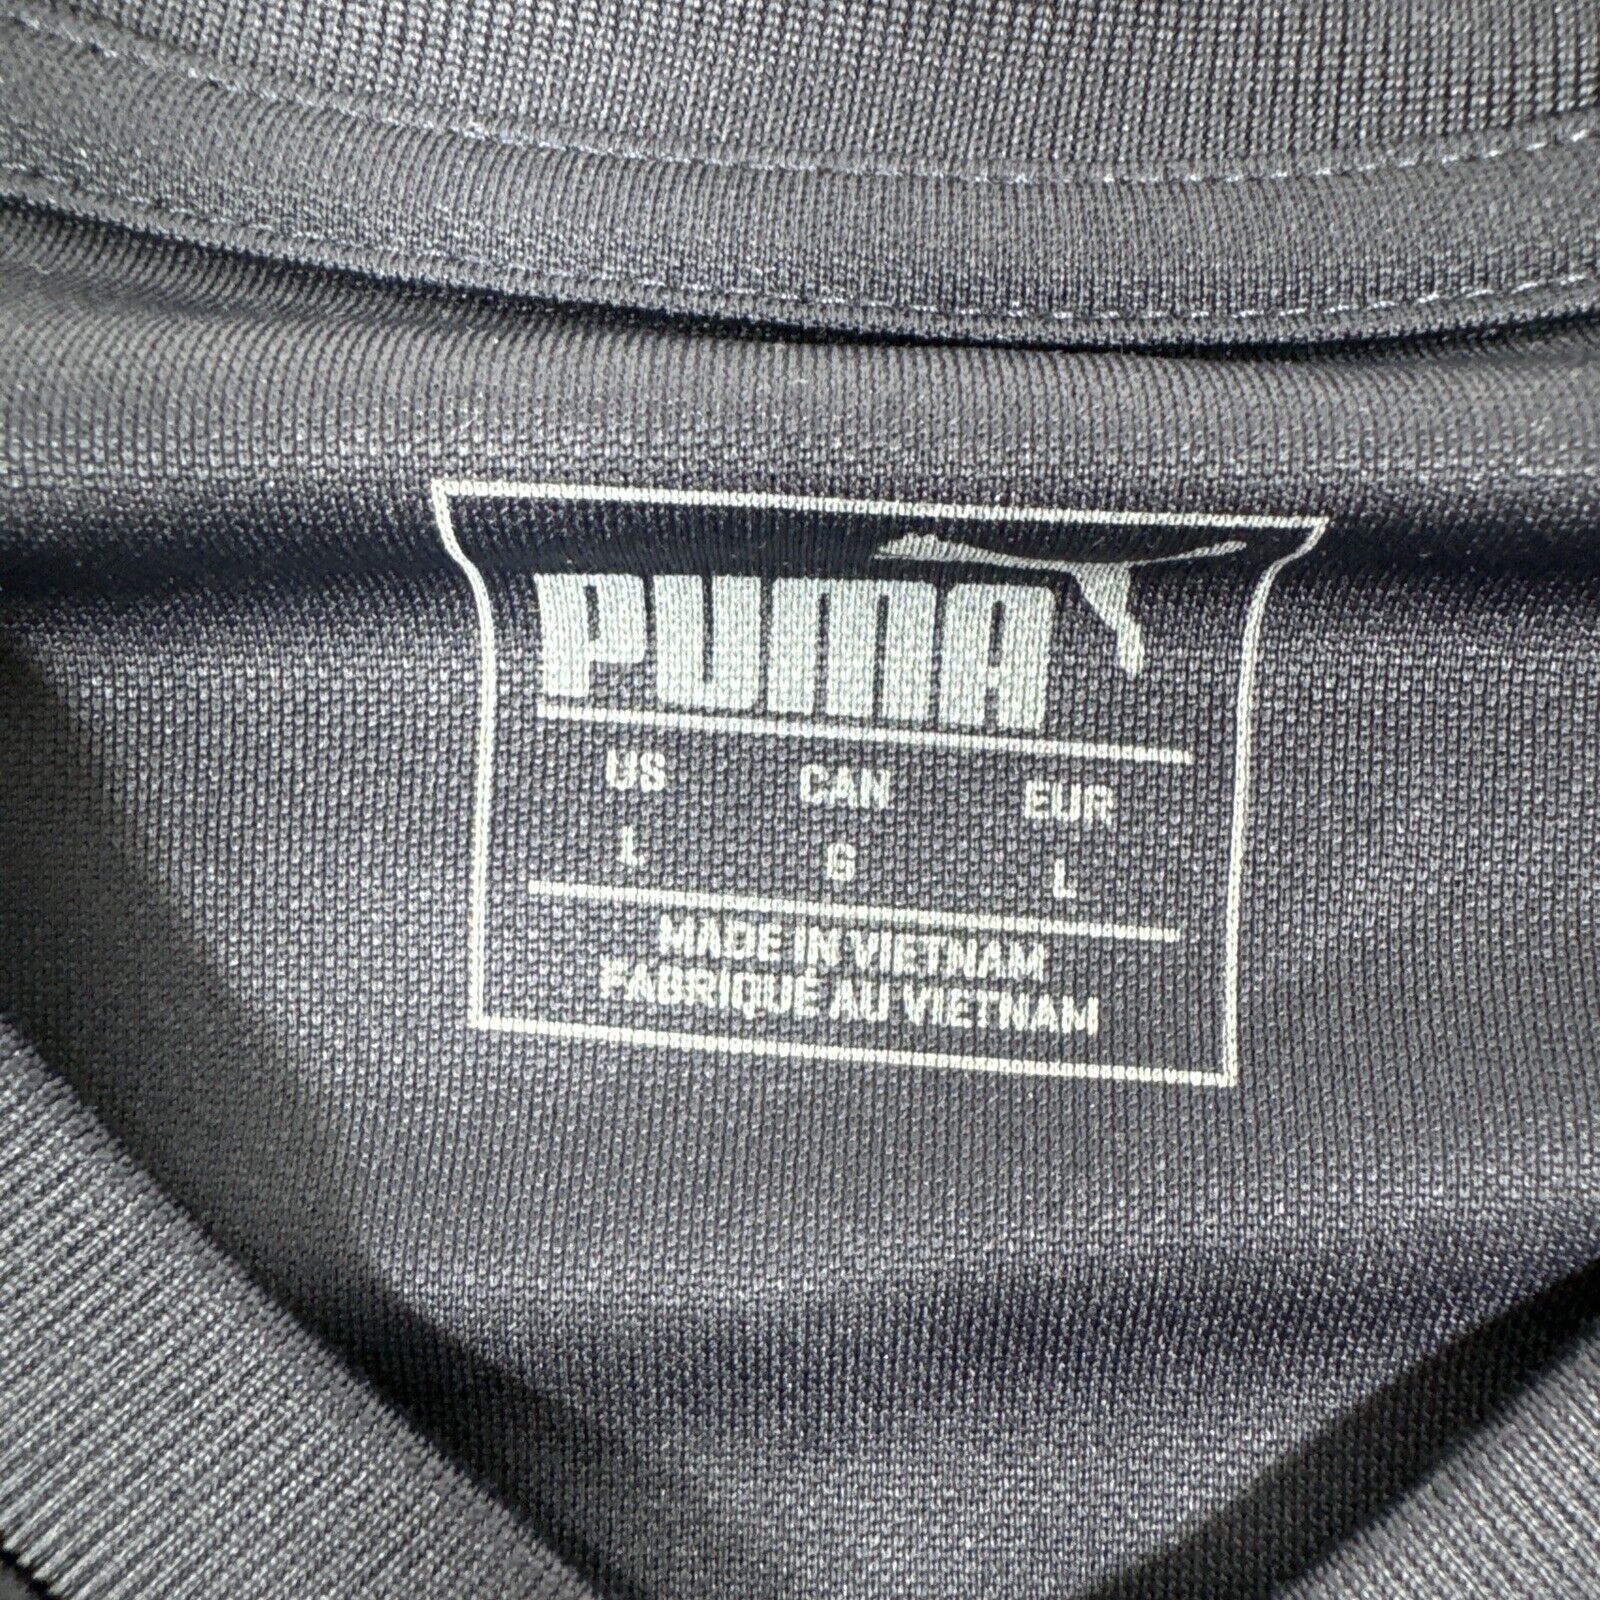 PUMA
US CAN EUR
L G L
MADE IN VIETNAM
FABRIQUÉ AU VIETNAM